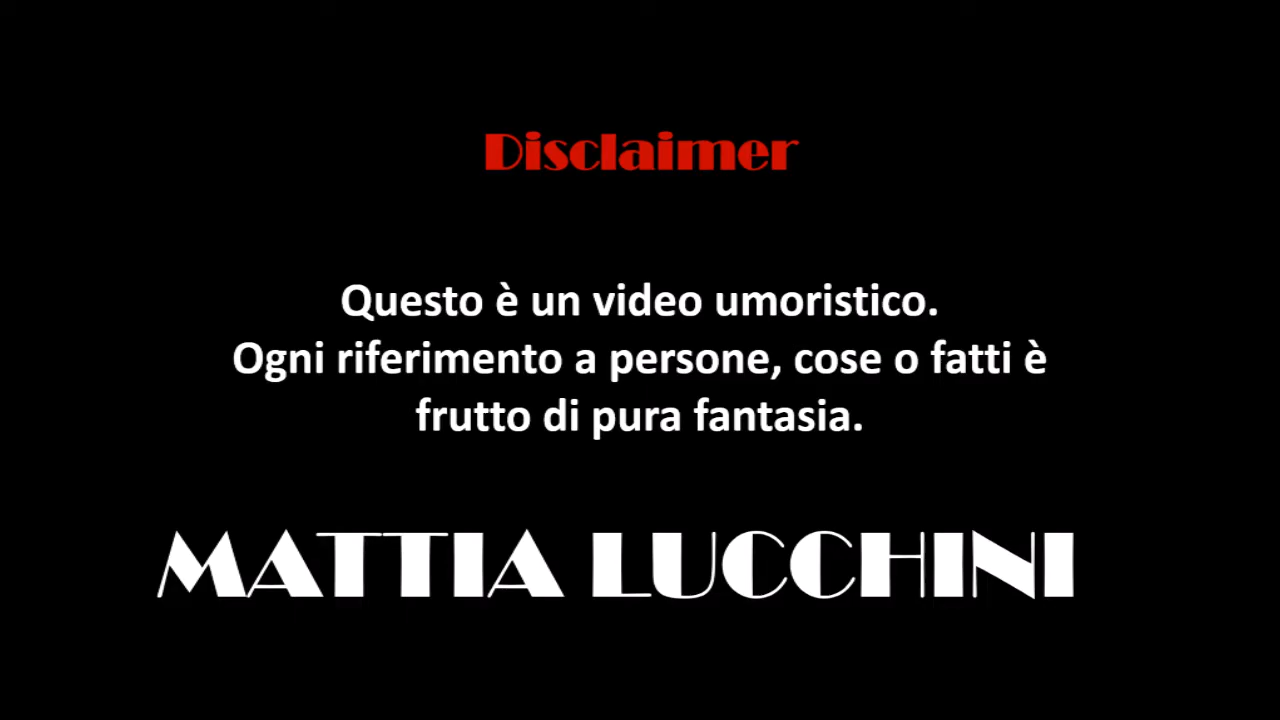 Disclaimer
Questo è un video umoristico.
Ogni riferimento a persone, cose o fatti è
frutto di pura fantasia.
MATTIA LUCCHINI